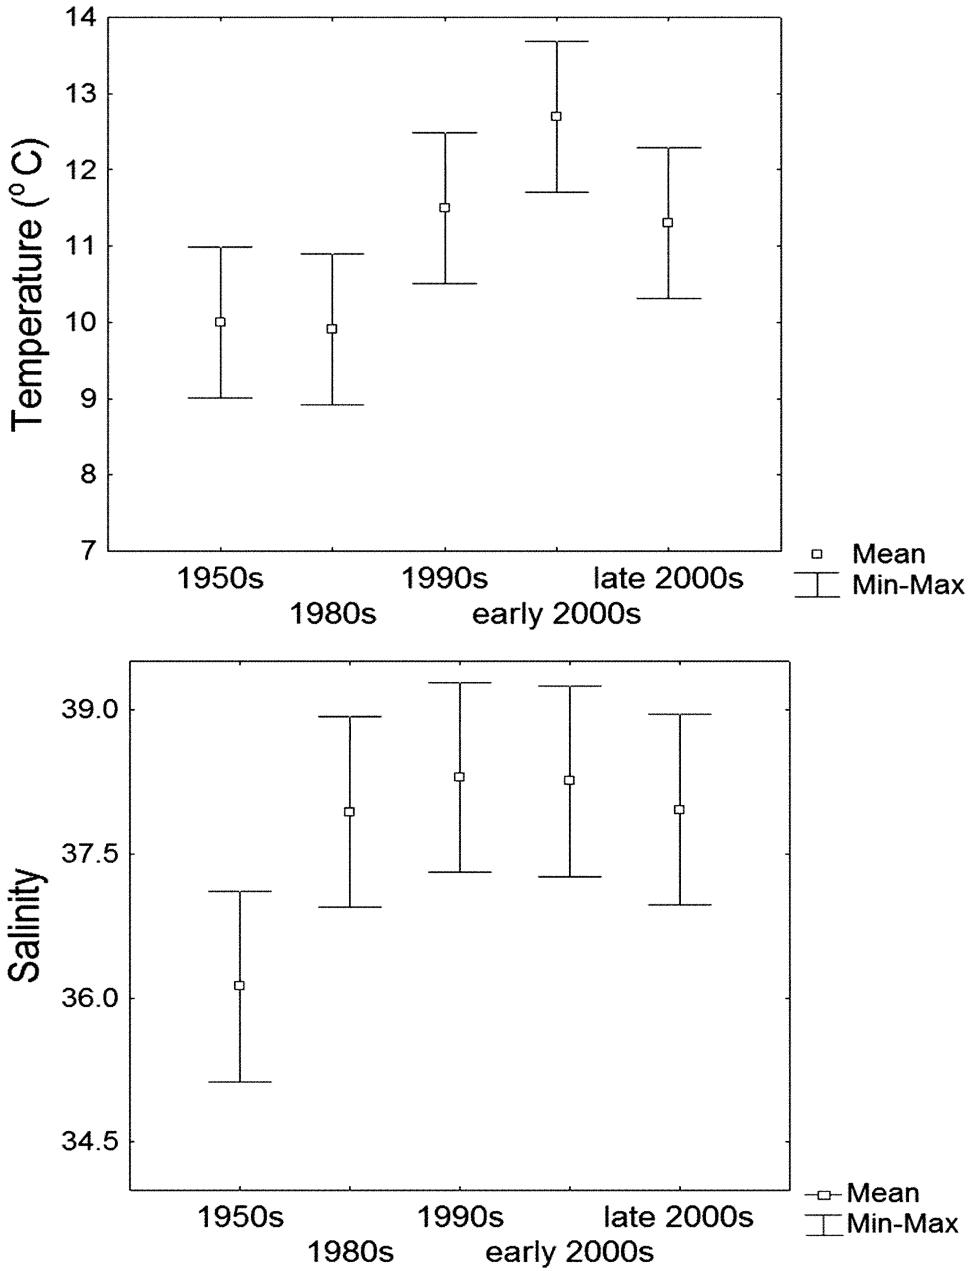 14
13
12
11
10
9
8
7
Temperature (º C)
1950s 1990s late 2000s
1980s early 2000s
Mean
Min-Max
39.0
37.5
36.0
34.5
Salinity
1950s 1990s late 2000s
1980s early 2000s
Mean
Min-Max